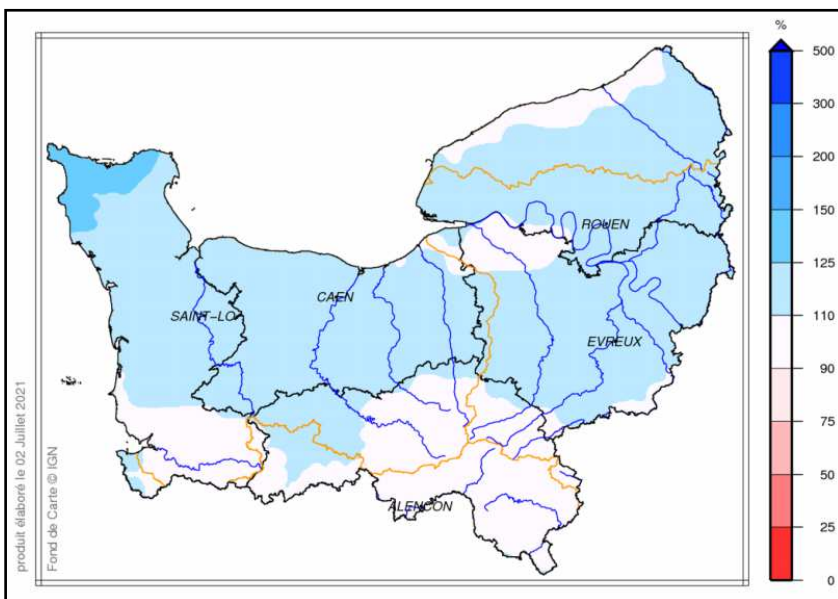 %
500
300
200
150
125
110
90
75
50
25
0
ROUEN
CAEN
SAINT-LO
EVREUX
ALENCON
produit élaboré le 02 Juillet 2021
Fond de Carte © IGN